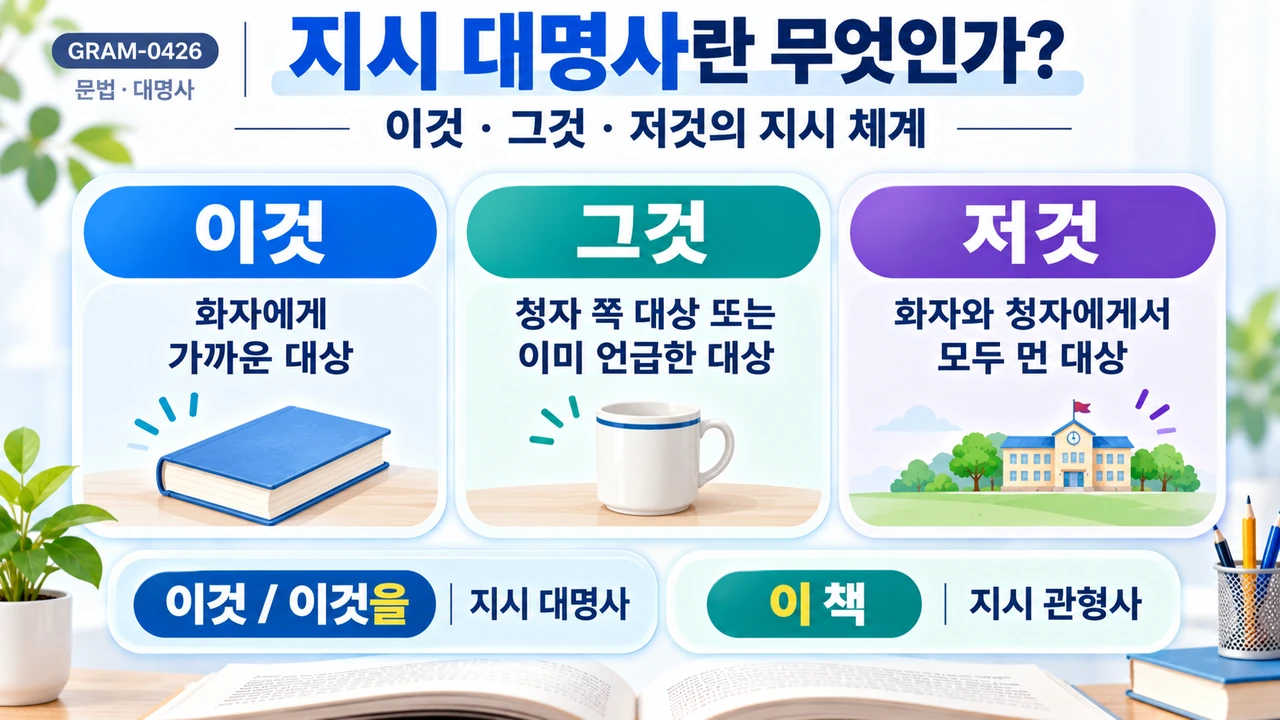 GRAM-0426
문법 · 대명사
지시 대명사란 무엇인가?
이것 · 그것 · 저것의 지시 체계
이것
화자에게
가까운 대상
그것
청자 쪽 대상 또는
이미 언급한 대상
저것
화자와 청자에게서
모두 먼 대상
이것 / 이것을
지시 대명사
이 책
지시 관형사